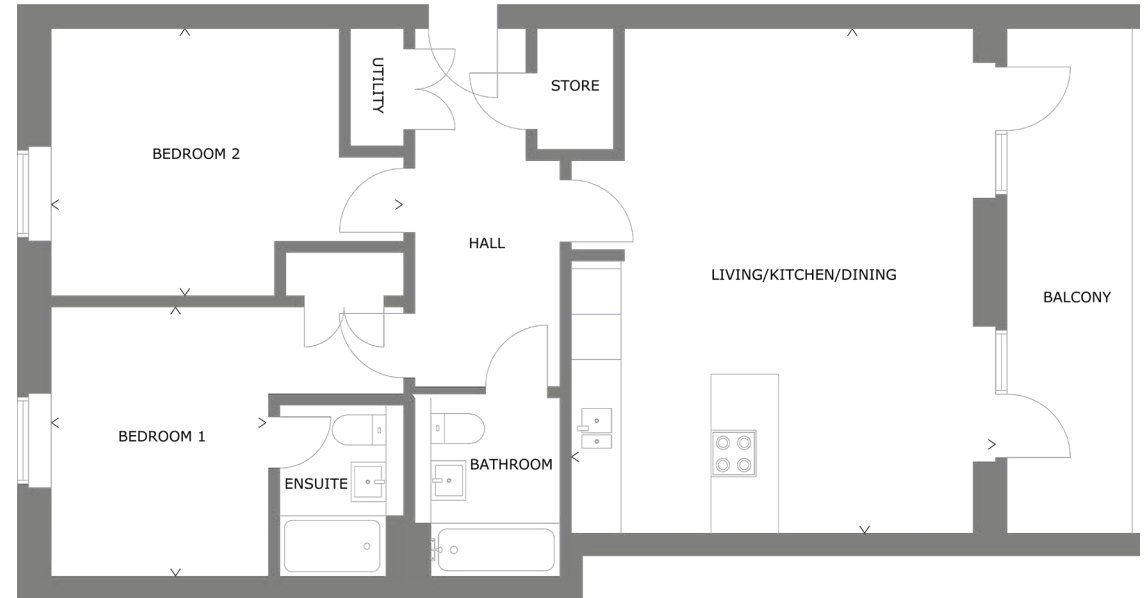 UTILITY
STORE
BEDROOM 2
HALL
LIVING/KITCHEN/DINING
BALCONY
BEDROOM 1
BATHROOM
ENSUITE